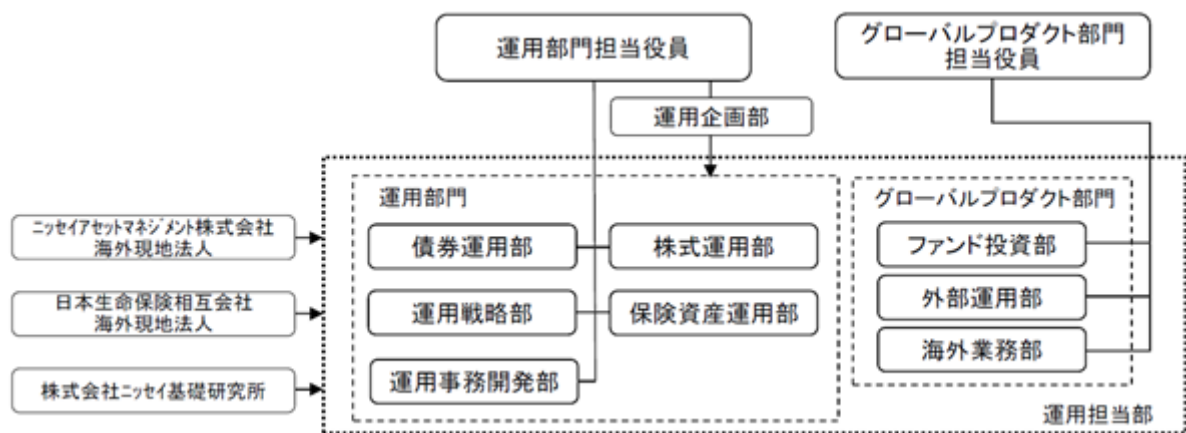 運用部門担当役員
グローバルプロダクト部門
担当役員
運用企画部
運用部門
グローバルプロダクト部門
ニッセイアセットマネジメント株式会社
海外現地法人
債券運用部
株式運用部
ファンド投資部
日本生命保険相互会社
海外現地法人
運用戦略部
保険資産運用部
外部運用部
海外業務部
株式会社ニッセイ基礎研究所
運用事務開発部
運用担当部